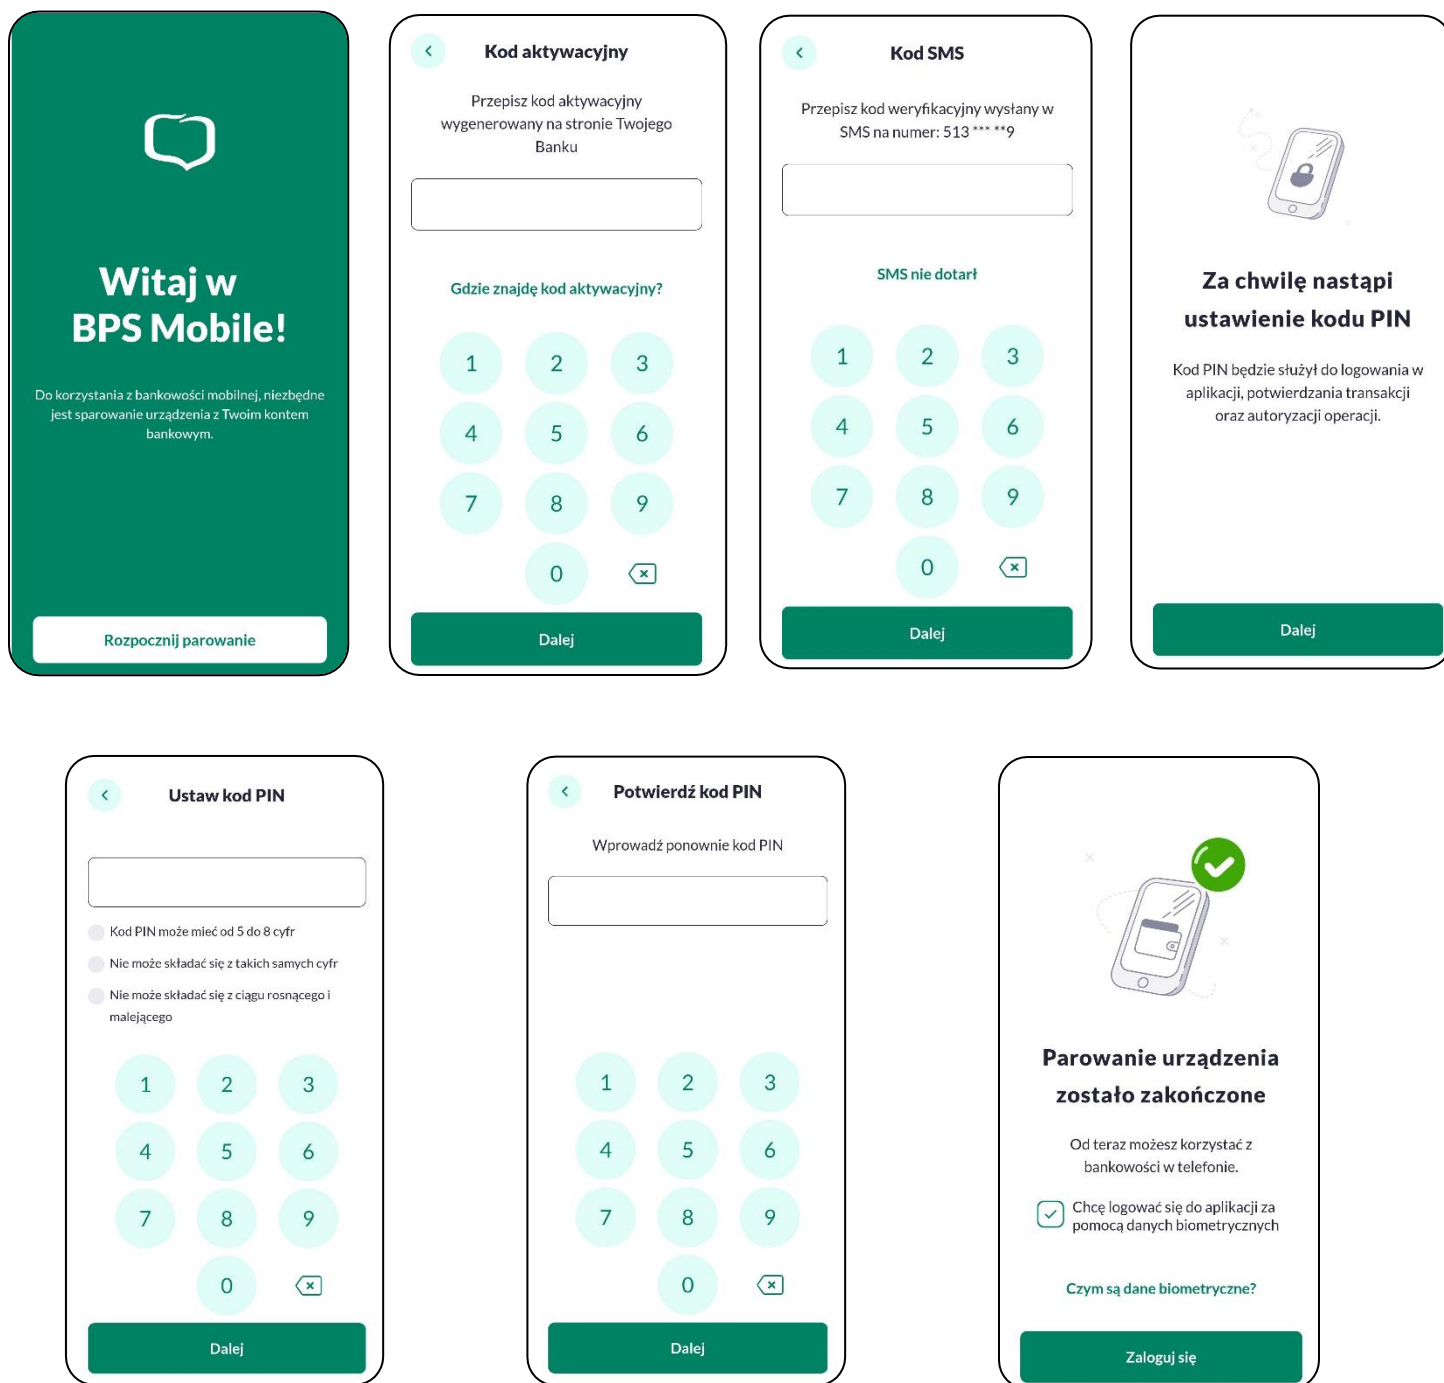 Witaj w
BPS Mobile!
Do korzystania z bankowości mobilnej, niezbędne
jest sparowanie urządzenia z Twoim kontem
bankowym.
Rozpocznij parowanie
Kod aktywacyjny
Przepisz kod aktywacyjny
wygenerowany na stronie Twojego
Banku
Gdzie znajdę kod aktywacyjny?
1 2 3
4 5 6
7 8 9
0
Dalej
Kod SMS
Przepisz kod weryfikacyjny wysłany w
SMS na numer: 513 *** **9
SMS nie dotarł
1 2 3
4 5 6
7 8 9
0
Dalej
Za chwilę nastąpi
ustawienie kodu PIN
Kod PIN będzie służył do logowania w
aplikacji, potwierdzania transakcji
oraz autoryzacji operacji.
Dalej
Ustaw kod PIN
Kod PIN może mieć od 5 do 8 cyfr
Nie może składać się z takich samych cyfr
Nie może składać się z ciągu rosnącego i
malejącego
1 2 3
4 5 6
7 8 9
0
Dalej
Potwierdź kod PIN
Wprowadź ponownie kod PIN
1 2 3
4 5 6
7 8 9
0
Dalej
Parowanie urządzenia
zostało zakończone
Od teraz możesz korzystać z
bankowości w telefonie.
Chcę logować się do aplikacji za
pomocą danych biometrycznych
Czym są dane biometryczne?
Zaloguj się